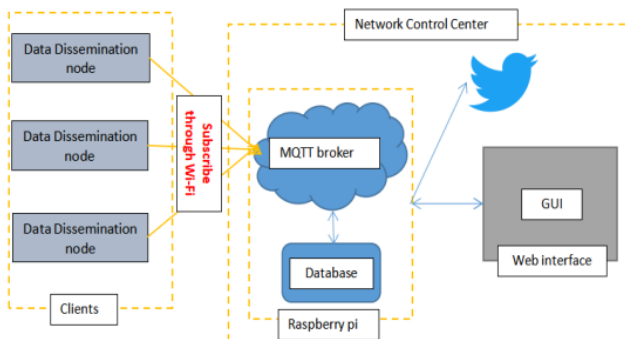 Network Control Center
Data Dissemination
node
Data Dissemination
node
Data Dissemination
node
Clients
Subscribe
through Wi-Fi
MQTT broker
Database
Raspberry pi
GUI
Web interface